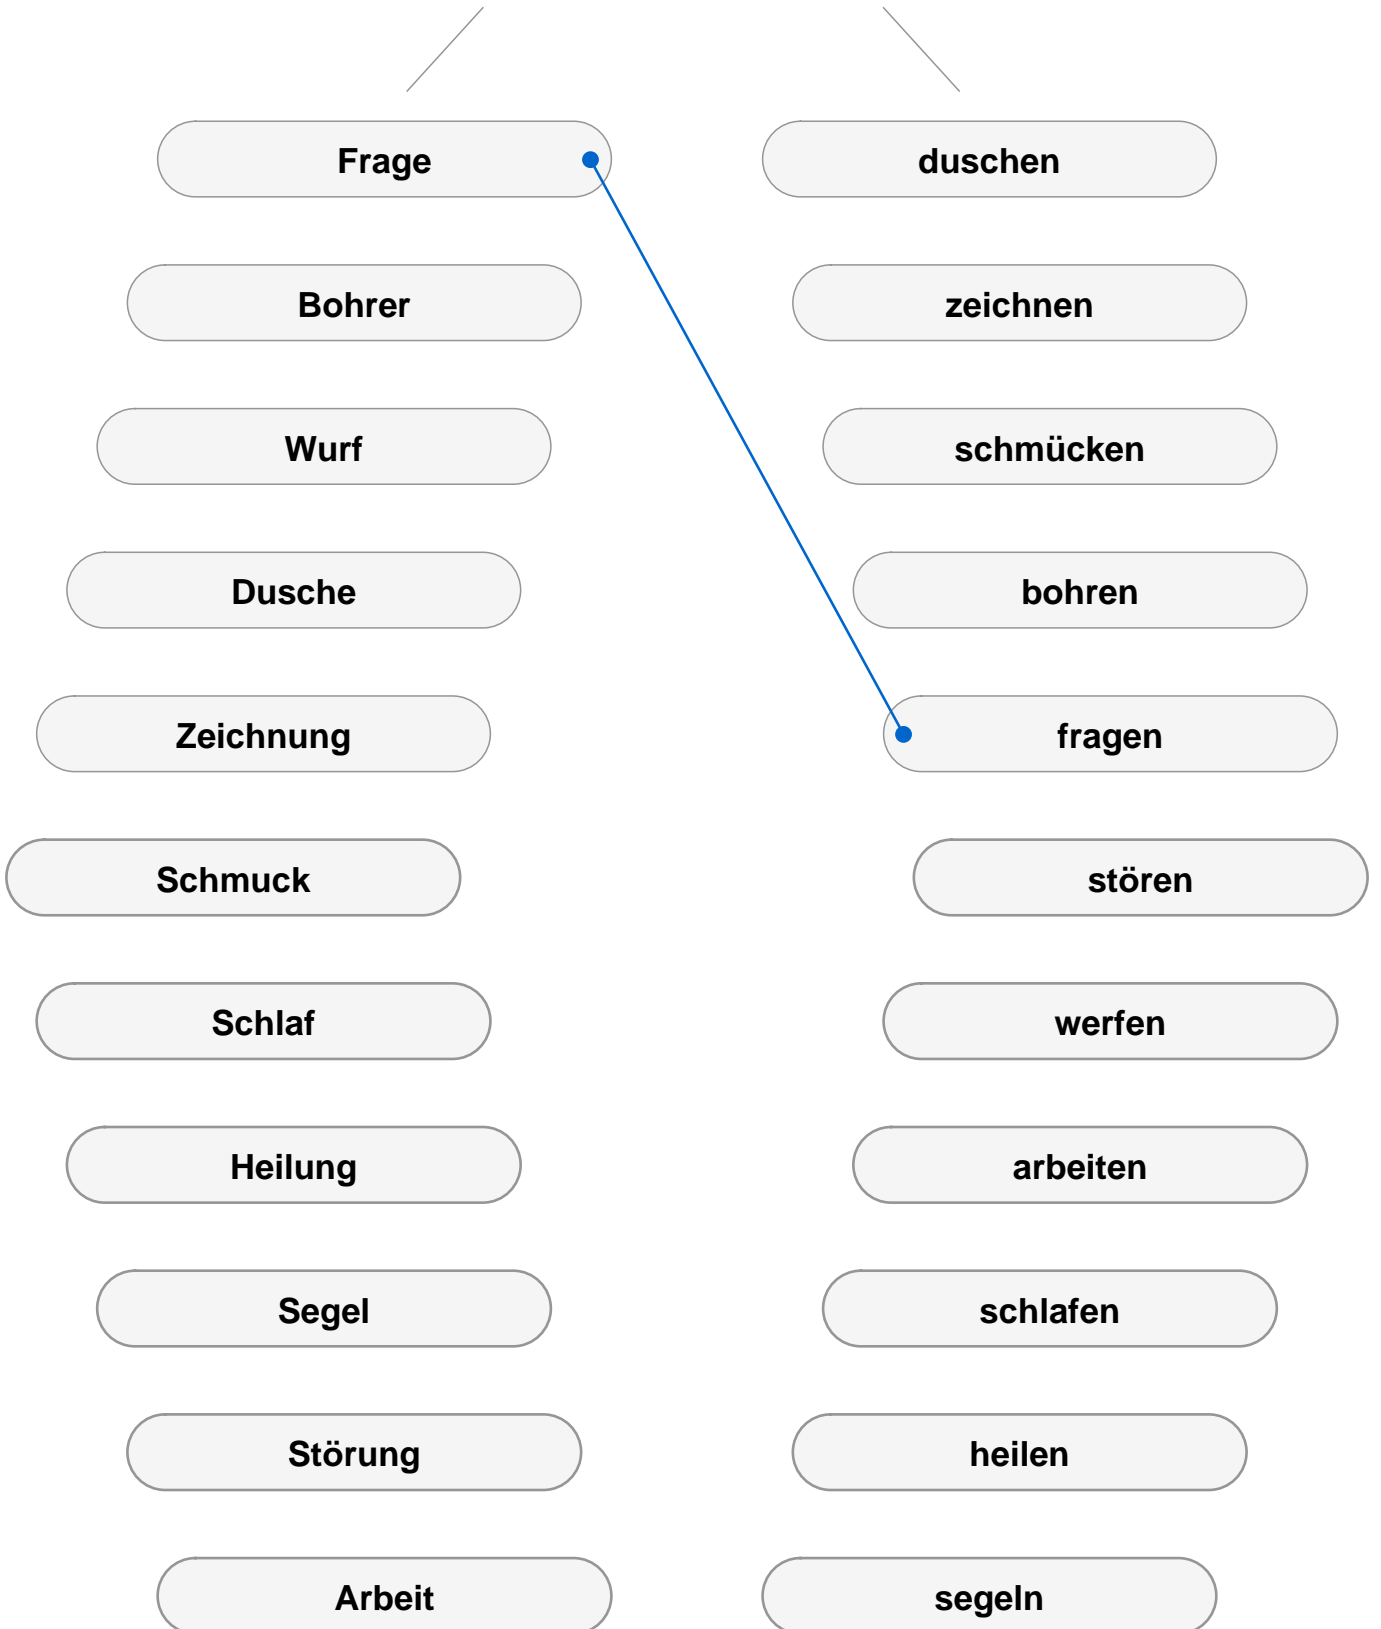 Frage
duschen
Bohrer
zeichnen
Wurf
schmücken
Dusche
bohren
Zeichnung
fragen
Schmuck
stören
Schlaf
werfen
Heilung
arbeiten
Segel
schlafen
Störung
heilen
Arbeit
segeln